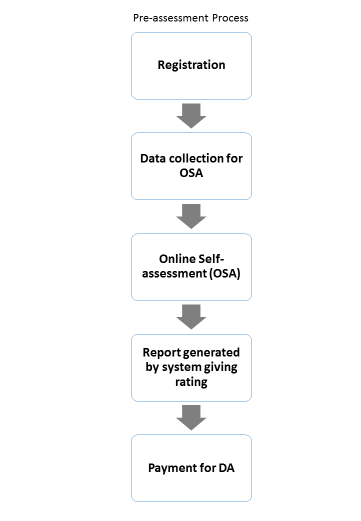 Pre-assessment Process
Registration
Data collection for
OSA
Online Self-
assessment (OSA)
Report generated
by system giving
rating
Payment for DA